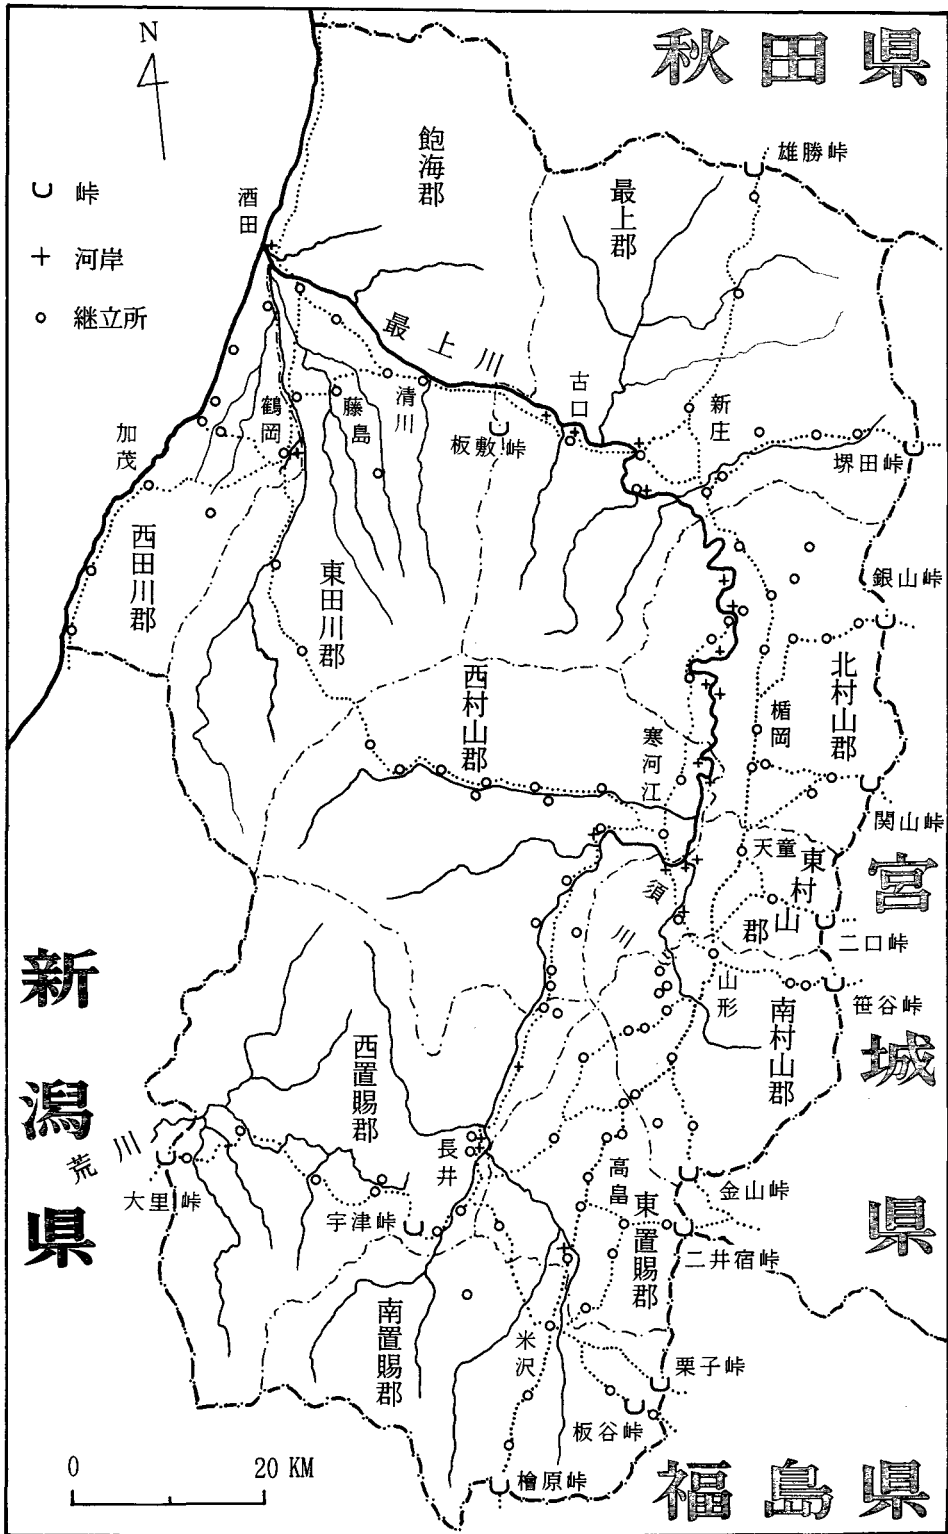 秋田県
N
峠
河岸
継立所
飽海郡
最上郡
雄勝峠
酒田
最上川
古口
新庄
堺田峠
板敷峠
清川
藤島
鶴岡
加茂
西田川郡
東田川郡
銀山峠
北村山郡
西村山郡
楯岡
寒河江
関山峠
天童
東村山郡
二口峠
宮城県
須川
山形
笹谷峠
南村山郡
新潟県
西置賜郡
荒川
大里峠
宇津峠
長井
高畠
金山峠
東置賜郡
二井宿峠
南置賜郡
米沢
栗子峠
板谷峠
檜原峠
福島県
0 20 KM